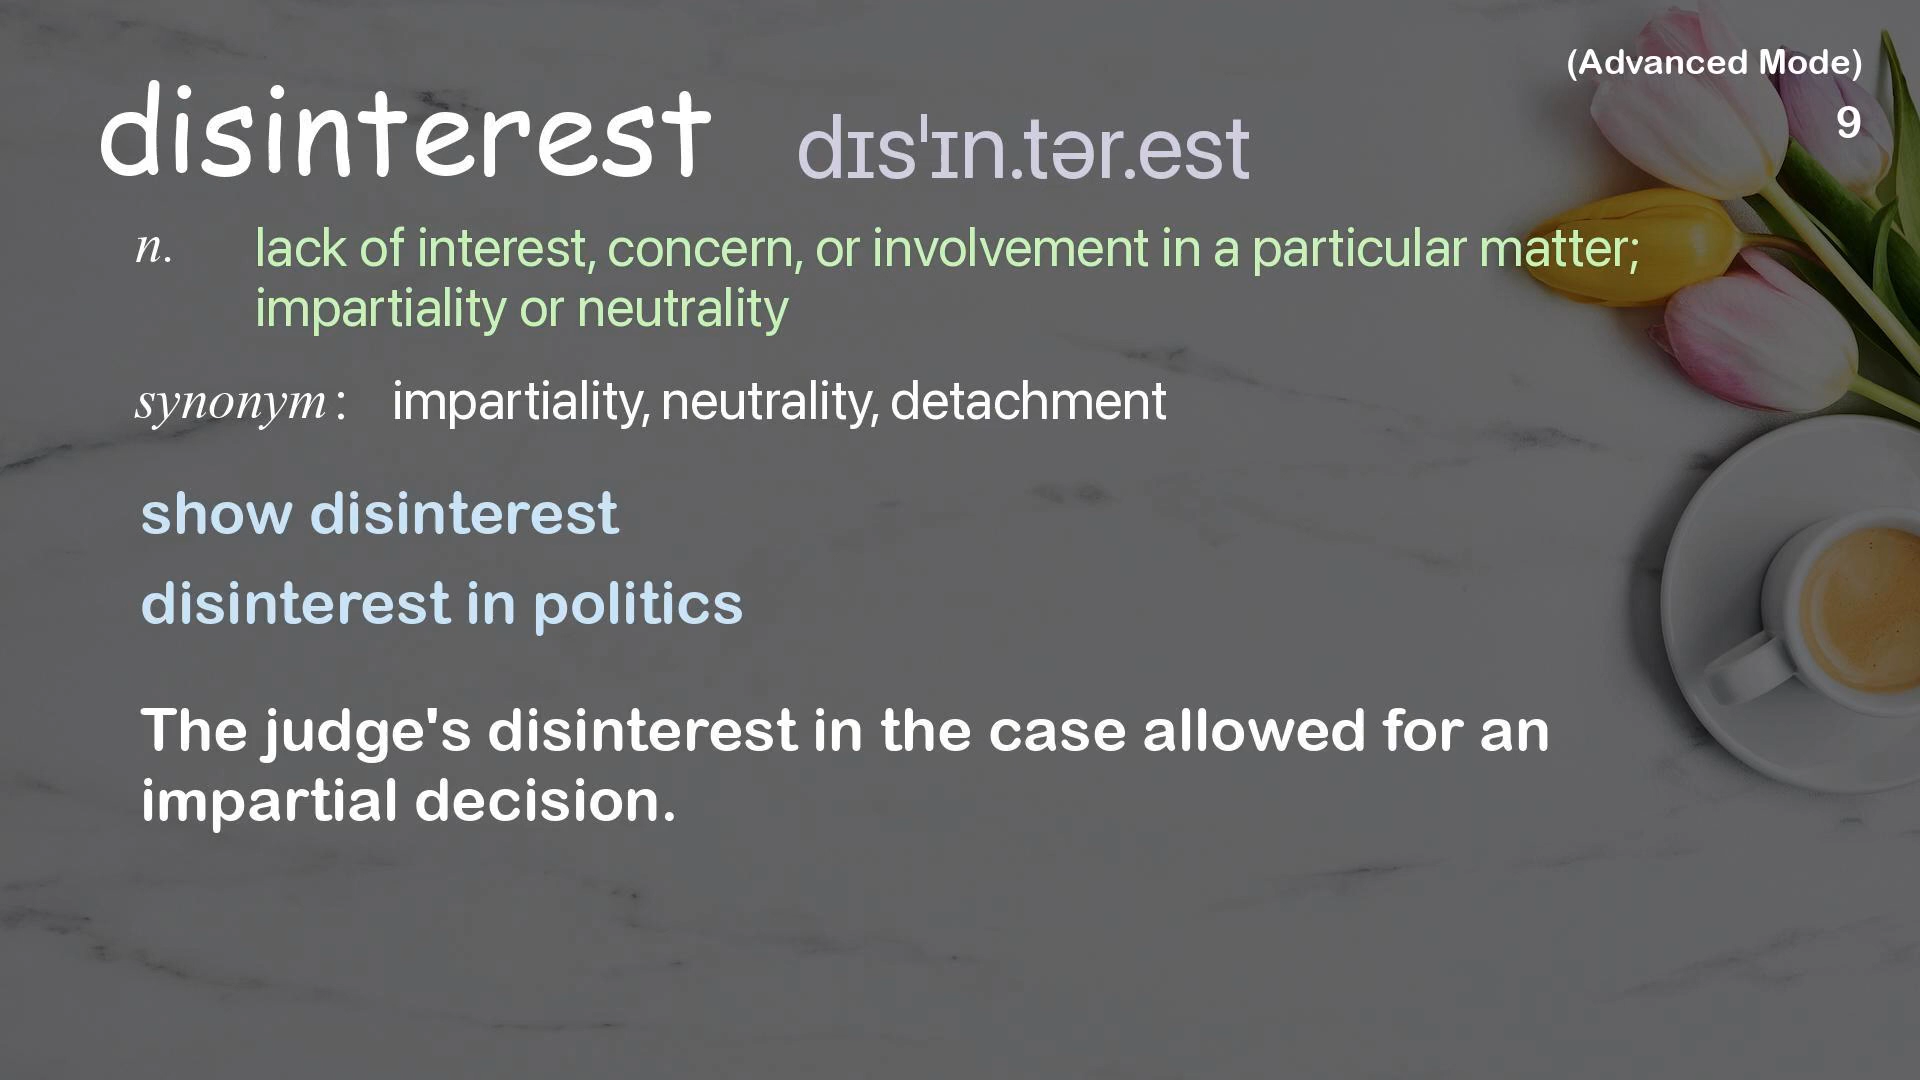 (Advanced Mode)
9
disinterest dɪsˈɪn.tər.est
n. lack of interest, concern, or involvement in a particular matter;
impartiality or neutrality
synonym: impartiality, neutrality, detachment
show disinterest
disinterest in politics
The judge's disinterest in the case allowed for an
impartial decision.